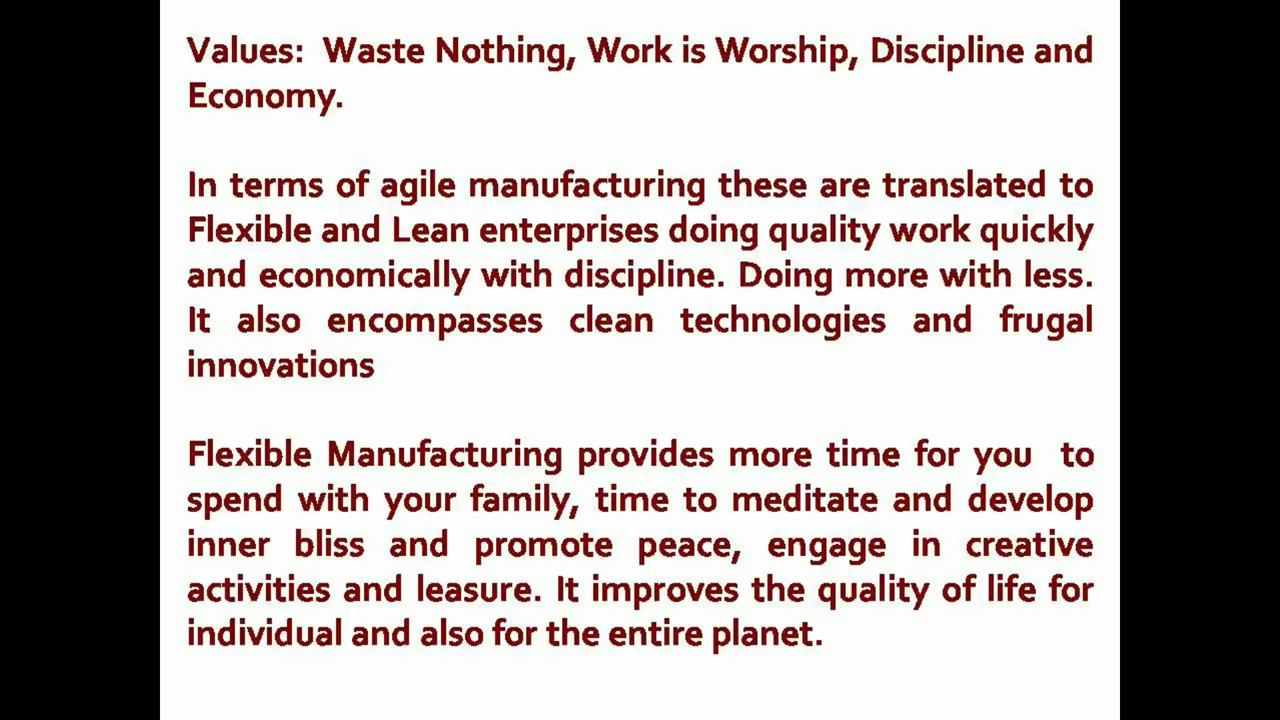 Values: Waste Nothing, Work is Worship, Discipline and
Economy.
In terms of agile manufacturing these are translated to
Flexible and Lean enterprises doing quality work quickly
and economically with discipline. Doing more with less.
It also encompasses clean technologies and frugal
innovations
Flexible Manufacturing provides more time for you to
spend with your family, time to meditate and develop
inner bliss and promote peace, engage in creative
activities and leasure. It improves the quality of life for
individual and also for the entire planet.